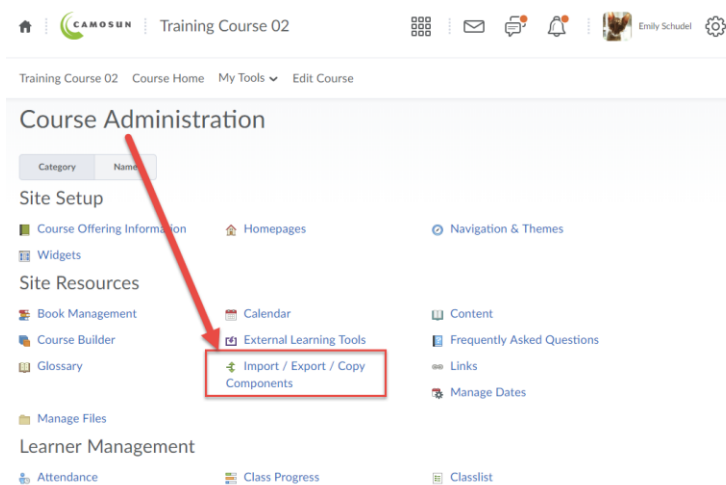 CAMOSUN Training Course 02 Emily Schudel
Training Course 02 Course Home My Tools Edit Course
Course Administration
Category Name
Site Setup
Course Offering Information Homepages Navigation & Themes
Widgets
Site Resources
Book Management Calendar Content
Course Builder External Learning Tools Frequently Asked Questions
Glossary Import / Export / Copy Links
Components
Manage Dates
Manage Files
Learner Management
Attendance Class Progress Classlist